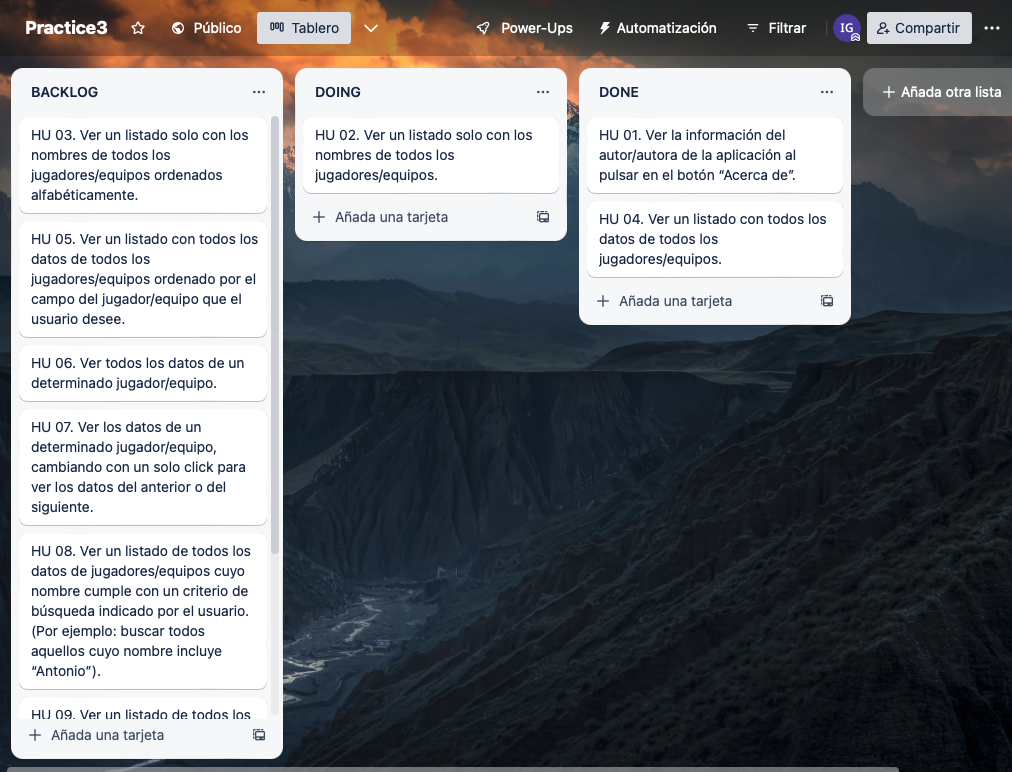 Practice3
Público
Tablero
Power-Ups
Automatización
Filtrar
IG
Compartir
BACKLOG
HU 03. Ver un listado solo con los
nombres de todos los
jugadores/equipos ordenados
alfabéticamente.
HU 05. Ver un listado con todos los
datos de todos los
jugadores/equipos ordenado por el
campo del jugador/equipo que el
usuario desee.
HU 06. Ver todos los datos de un
determinado jugador/equipo.
HU 07. Ver los datos de un
determinado jugador/equipo,
cambiando con un solo click para
ver los datos del anterior o del
siguiente.
HU 08. Ver un listado de todos los
datos de jugadores/equipos cuyo
nombre cumple con un criterio de
búsqueda indicado por el usuario.
(Por ejemplo: buscar todos
aquellos cuyo nombre incluye
“Antonio”).
HU 09. Ver un listado de todos los
Añada una tarjeta
DOING
HU 02. Ver un listado solo con los
nombres de todos los
jugadores/equipos.
Añada una tarjeta
DONE
HU 01. Ver la información del
autor/autora de la aplicación al
pulsar en el botón “Acerca de”.
HU 04. Ver un listado con todos los
datos de todos los
jugadores/equipos.
Añada una tarjeta
Añada otra lista